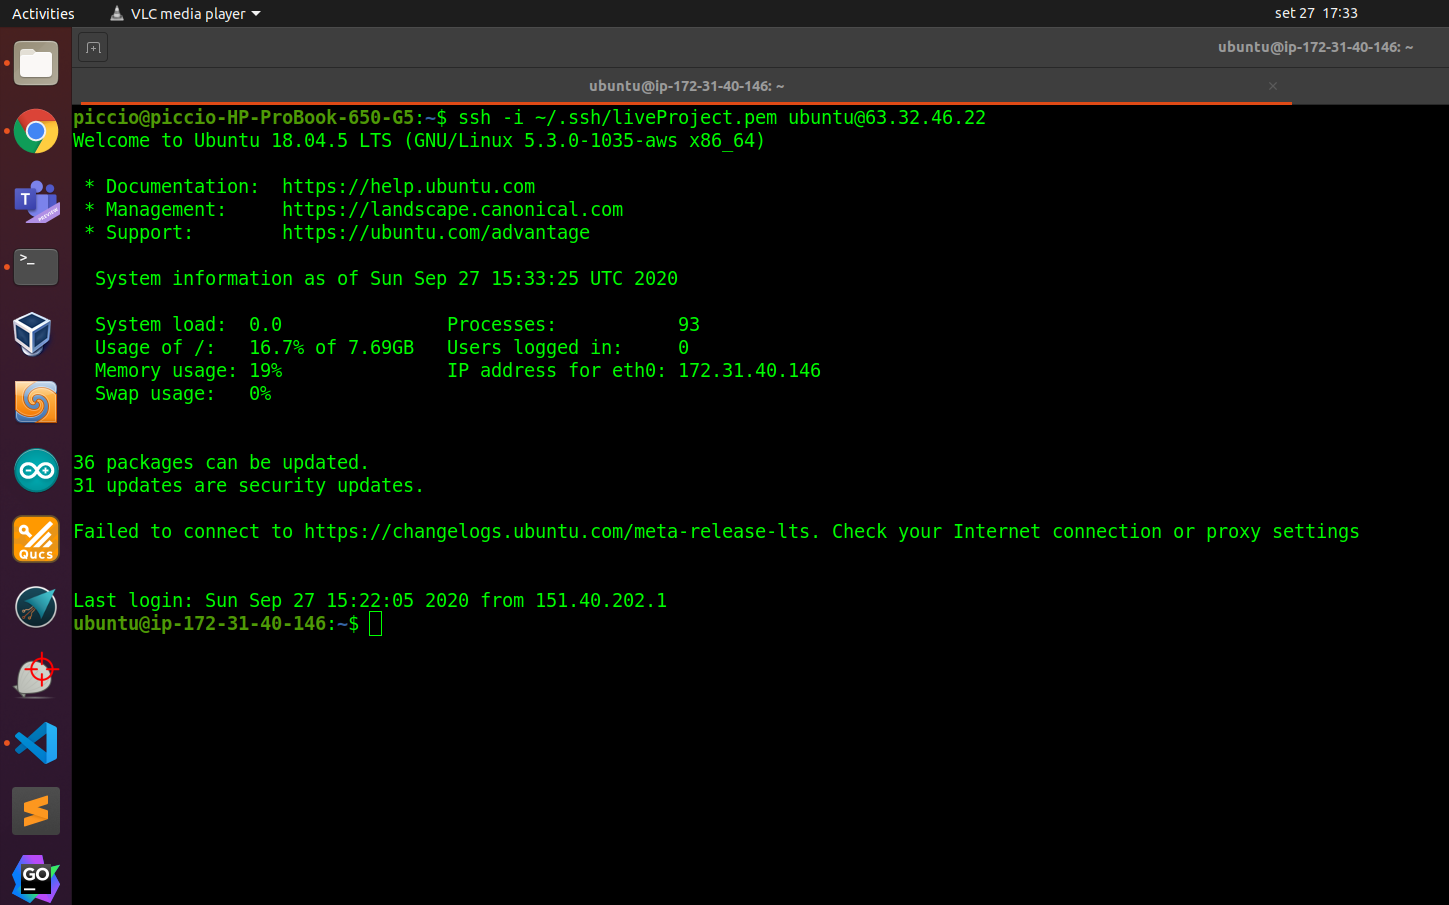 Activities VLC media player set 27 17:33
ubuntu@ip-172-31-40-146: ~
ubuntu@ip-172-31-40-146: ~ ×
piccio@piccio-HP-ProBook-650-G5:~$ ssh -i ~/.ssh/liveProject.pem ubuntu@63.32.46.22
Welcome to Ubuntu 18.04.5 LTS (GNU/Linux 5.3.0-1035-aws x86_64)
* Documentation: https://help.ubuntu.com
* Management: https://landscape.canonical.com
* Support: https://ubuntu.com/advantage
System information as of Sun Sep 27 15:33:25 UTC 2020
System load: 0.0 Processes: 93
Usage of /: 16.7% of 7.69GB Users logged in: 0
Memory usage: 19% IP address for eth0: 172.31.40.146
Swap usage: 0%
36 packages can be updated.
31 updates are security updates.
Failed to connect to https://changelogs.ubuntu.com/meta-release-lts. Check your Internet connection or proxy settings
Last login: Sun Sep 27 15:22:05 2020 from 151.40.202.1
ubuntu@ip-172-31-40-146:~$
T
PREVIEW
>_
Qucs
GO